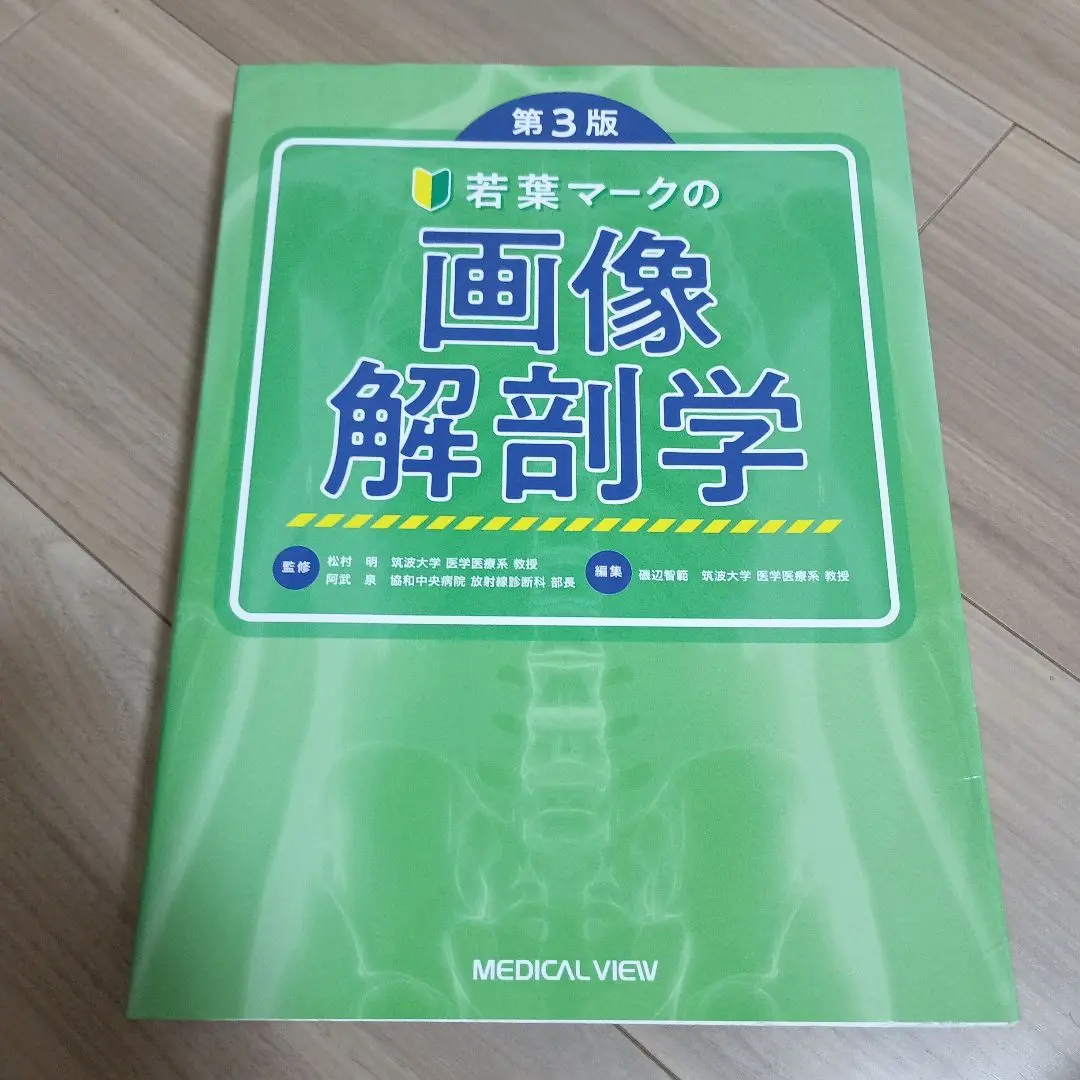 第3版
若葉マークの
画像
解剖学
監修
松村 明 筑波大学 医学医療系 教授
阿武 泉 協和中央病院 放射線診断科 部長
編集
磯辺智範 筑波大学 医学医療系 教授
MEDICAL VIEW